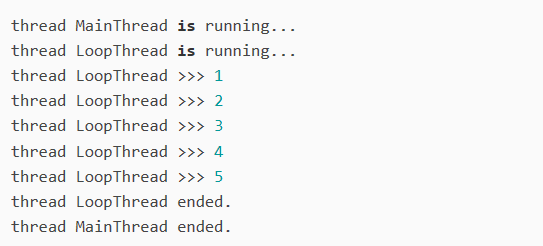 thread MainThread is running...
thread LoopThread is running...
thread LoopThread >>> 1
thread LoopThread >>> 2
thread LoopThread >>> 3
thread LoopThread >>> 4
thread LoopThread >>> 5
thread LoopThread ended.
thread MainThread ended.